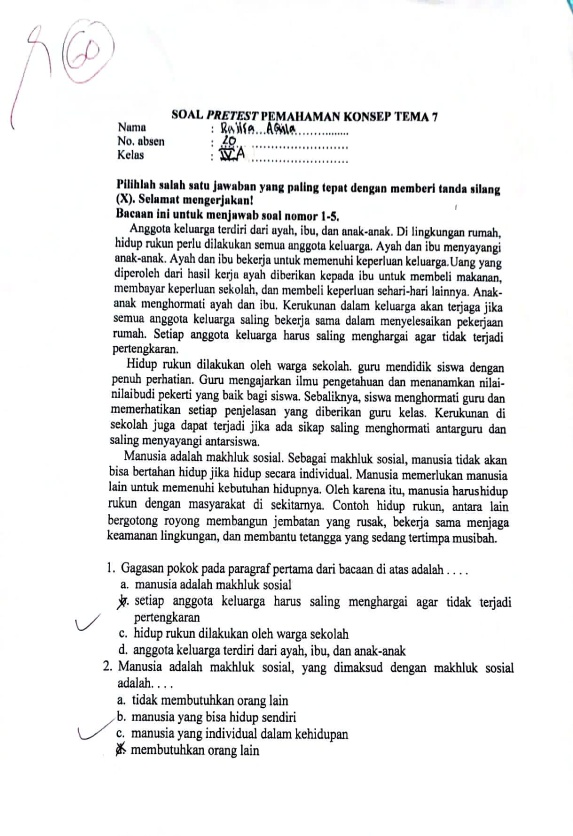 60
SOAL PRETEST PEMAHAMAN KONSEP TEMA 7
Nama : ...............
No. absen : 20 ........................
Kelas : IV A ........................
Pilihlah salah satu jawaban yang paling tepat dengan memberi tanda silang
(X). Selamat mengerjakan!
Bacaan ini untuk menjawab soal nomor 1-5.
Anggota keluarga terdiri dari ayah, ibu, dan anak-anak. Di lingkungan rumah,
hidup rukun perlu dilakukan semua anggota keluarga. Ayah dan ibu menyayangi
anak-anak. Ayah dan ibu bekerja untuk memenuhi keperluan keluarga.Uang yang
diperoleh dari hasil kerja ayah diberikan kepada ibu untuk membeli makanan,
membayar keperluan sekolah, dan membeli keperluan sehari-hari lainnya. Anak-
anak menghormati ayah dan ibu. Kerukunan dalam keluarga akan terjaga jika
semua anggota keluarga saling bekerja sama dalam menyelesaikan pekerjaan
rumah. Setiap anggota keluarga harus saling menghargai agar tidak terjadi
pertengkaran.
Hidup rukun dilakukan oleh warga sekolah. guru mendidik siswa dengan
penuh perhatian. Guru mengajarkan ilmu pengetahuan dan menanamkan nilai-
nilaibudi pekerti yang baik bagi siswa. Sebaliknya, siswa menghormati guru dan
memerhatikan setiap penjelasan yang diberikan guru kelas. Kerukunan di
sekolah juga dapat terjadi jika ada sikap saling menghormati antarguru dan
saling menyayangi antarsiswa.
Manusia adalah makhluk sosial. Sebagai makhluk sosial, manusia tidak akan
bisa bertahan hidup jika hidup secara individual. Manusia memerlukan manusia
lain untuk memenuhi kebutuhan hidupnya. Oleh karena itu, manusia harushidup
rukun dengan masyarakat di sekitarnya. Contoh hidup rukun, antara lain
bergotong royong membangun jembatan yang rusak, bekerja sama menjaga
keamanan lingkungan, dan membantu tetangga yang sedang tertimpa musibah.
1. Gagasan pokok pada paragraf pertama dari bacaan di atas adalah . . . .
a. manusia adalah makhluk sosial
b. setiap anggota keluarga harus saling menghargai agar tidak terjadi
pertengkaran
c. hidup rukun dilakukan oleh warga sekolah
d. anggota keluarga terdiri dari ayah, ibu, dan anak-anak
2. Manusia adalah makhluk sosial, yang dimaksud dengan makhluk sosial
adalah. . . .
a. tidak membutuhkan orang lain
b. manusia yang bisa hidup sendiri
c. manusia yang individual dalam kehidupan
d. membutuhkan orang lain